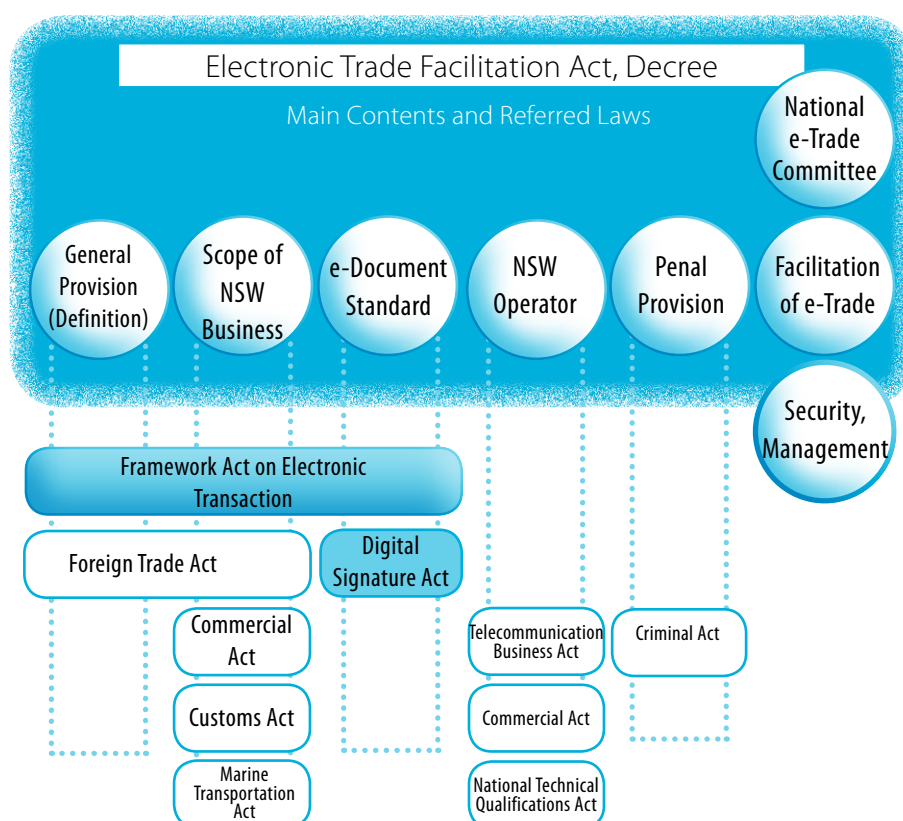 Electronic Trade Facilitation Act, Decree
Main Contents and Referred Laws
National
e-Trade
Committee
General
Provision
(Definition)
Scope of
NSW
Business
e-Document
Standard
NSW
Operator
Penal
Provision
Facilitation
of e-Trade
Security,
Management
Framework Act on Electronic
Transaction
Foreign Trade Act
Digital
Signature Act
Commercial
Act
Telecommunication
Business Act
Criminal Act
Customs Act
Commercial Act
Marine
Transportation
Act
National Technical
Qualifications Act